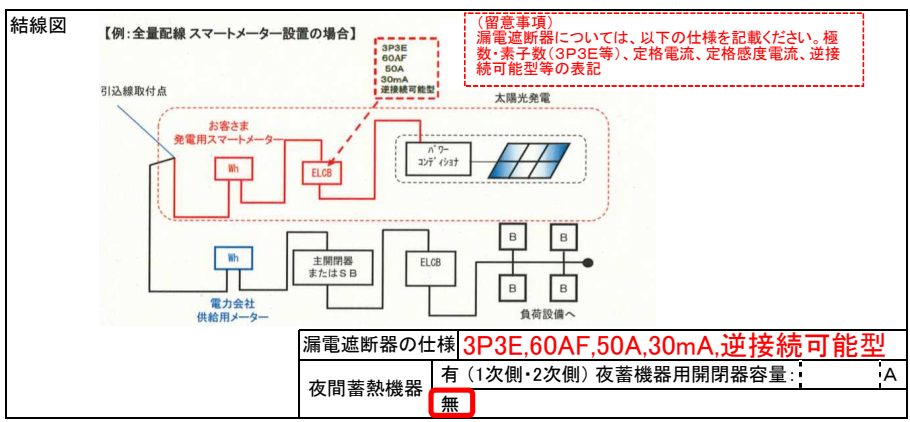 結線図
【例:全量配線 スマートメーター設置の場合】
(留意事項)
漏電遮断器については、以下の仕様を記載ください。極
数・素子数(3P3E等)、定格電流、定格感度電流、逆接
続可能型等の表記
3P3E
60AF
50A
30mA
逆接続可能型
引込線取付点
太陽光発電
お客さま
発電用スマートメーター
Wh
ELCB
パワー
コンディショナ
Wh
主開閉器
またはSB
ELCB
B
B
B
B
電力会社
供給用メーター
負荷設備へ
漏電遮断器の仕様 3P3E,60AF,50A,30mA,逆接続可能型
夜間蓄熱機器
有(1次側・2次側)夜蓄機器用開閉器容量: A
無